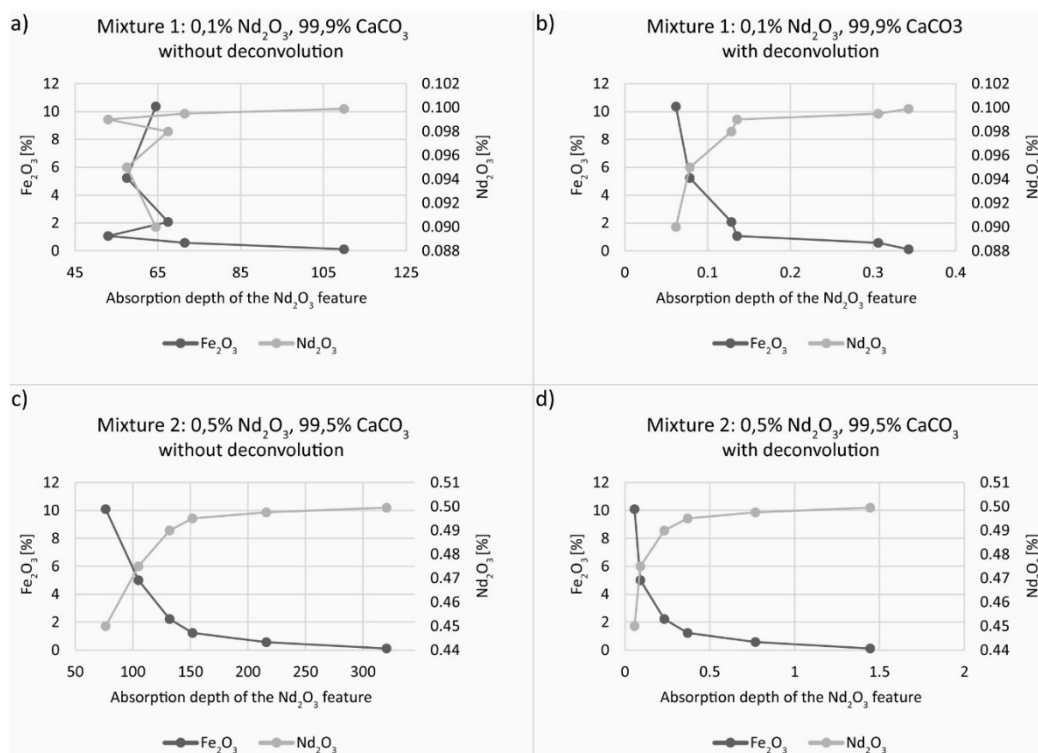 a)
Mixture 1: 0,1% Nd₂O₃, 99,9% CaCO₃
without deconvolution
Fe₂O₃ [%]
12
10
8
6
4
2
0
0.102
0.100
0.098
0.096
0.094
0.092
0.090
0.088
Nd₂O₃ [%]
45 65 85 105 125
Absorption depth of the Nd₂O₃ feature
Fe₂O₃ Nd₂O₃
b)
Mixture 1: 0,1% Nd₂O₃, 99,9% CaCO3
with deconvolution
Fe₂O₃ [%]
12
10
8
6
4
2
0
0.102
0.100
0.098
0.096
0.094
0.092
0.090
0.088
Nd₂O₃ [%]
0 0.1 0.2 0.3 0.4
Absorption depth of the Nd₂O₃ feature
Fe₂O₃ Nd₂O₃
c)
Mixture 2: 0,5% Nd₂O₃, 99,5% CaCO₃
without deconvolution
Fe₂O₃ [%]
12
10
8
6
4
2
0
0.51
0.50
0.49
0.48
0.47
0.46
0.45
0.44
Nd₂O₃ [%]
50 100 150 200 250 300
Absorption depth of the Nd₂O₃ feature
Fe₂O₃ Nd₂O₃
d)
Mixture 2: 0,5% Nd₂O₃, 99,5% CaCO₃
with deconvolution
Fe₂O₃ [%]
12
10
8
6
4
2
0
0.51
0.50
0.49
0.48
0.47
0.46
0.45
0.44
Nd₂O₃ [%]
0 0.5 1 1.5 2
Absorption depth of the Nd₂O₃ feature
Fe₂O₃ Nd₂O₃